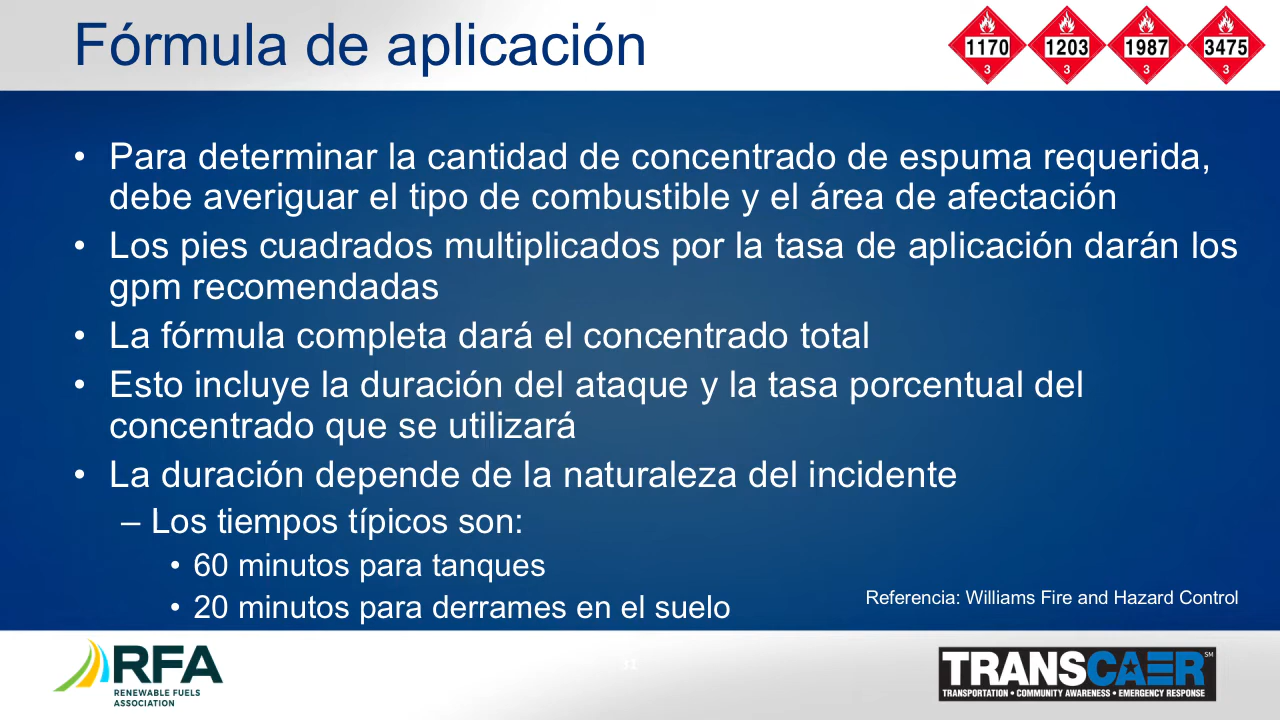 Fórmula de aplicación
1170 1203 1987 3475
3 3 3 3
• Para determinar la cantidad de concentrado de espuma requerida,
debe averiguar el tipo de combustible y el área de afectación
• Los pies cuadrados multiplicados por la tasa de aplicación darán los
gpm recomendadas
• La fórmula completa dará el concentrado total
• Esto incluye la duración del ataque y la tasa porcentual del
concentrado que se utilizará
• La duración depende de la naturaleza del incidente
– Los tiempos típicos son:
• 60 minutos para tanques
• 20 minutos para derrames en el suelo
Referencia: Williams Fire and Hazard Control
RFA
RENEWABLE FUELS
ASSOCIATION
31
TRANSCAER SM
TRANSPORTATION • COMMUNITY AWARENESS • EMERGENCY RESPONSE